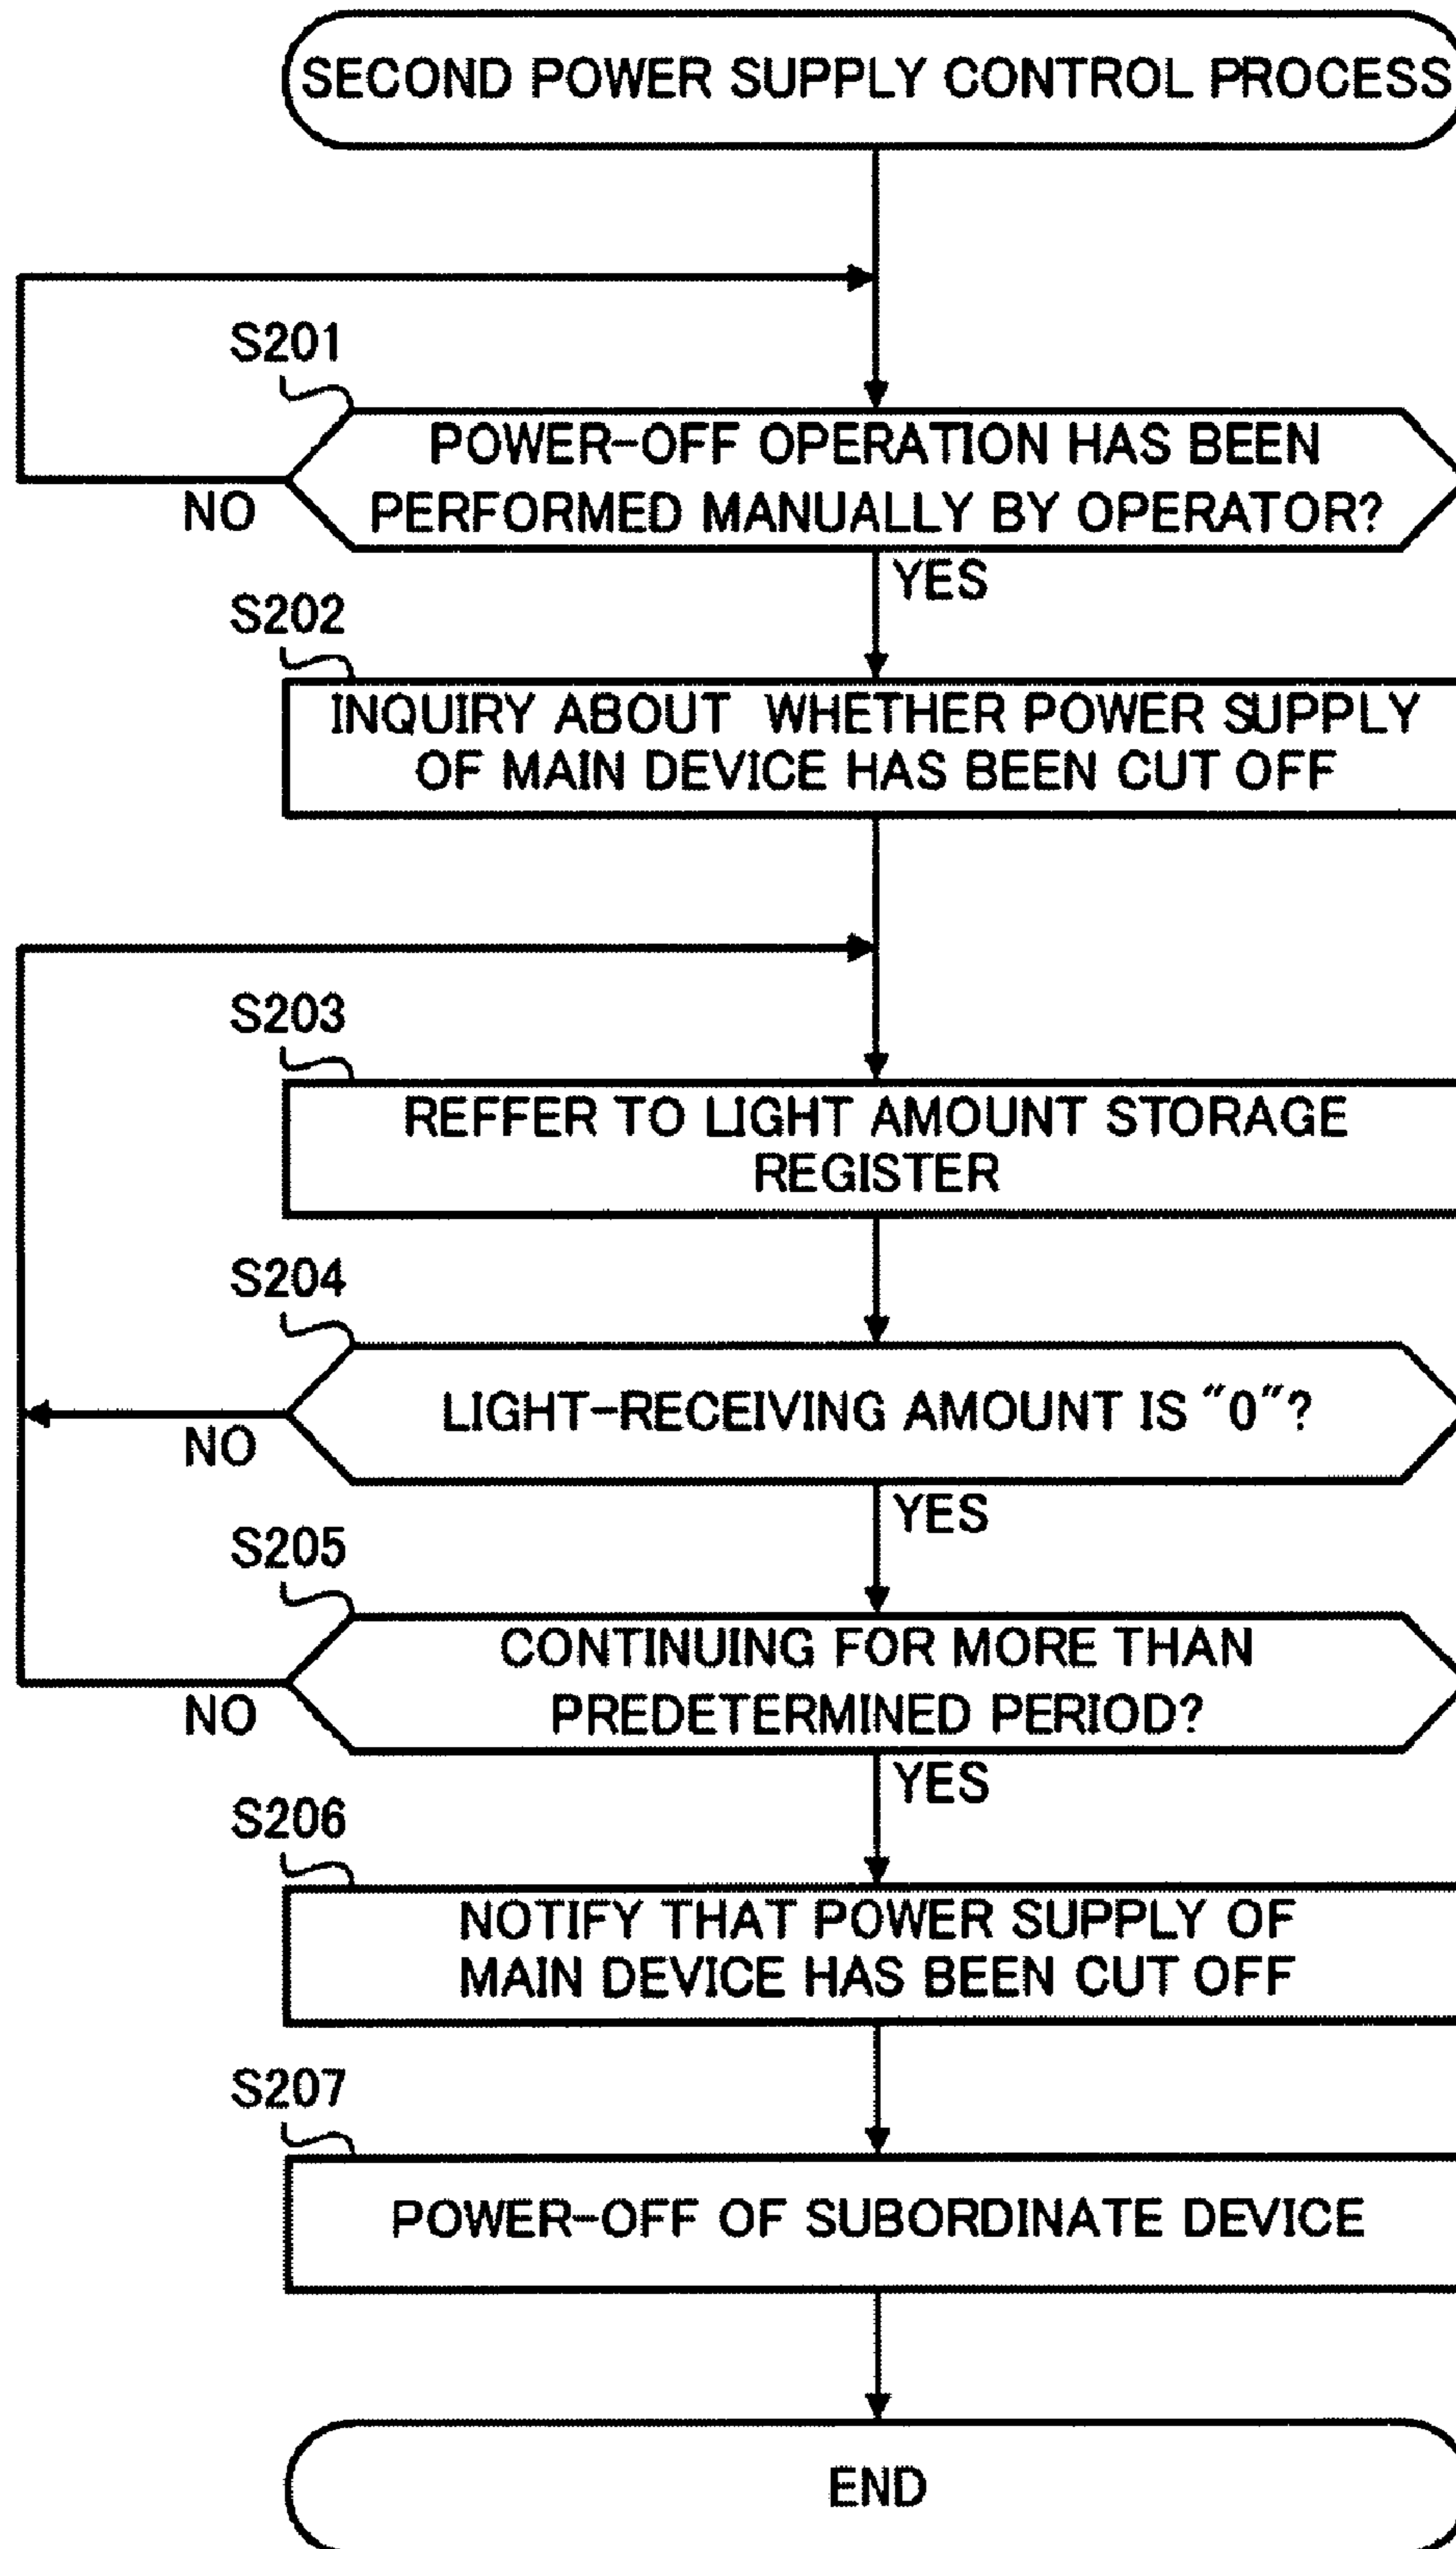 SECOND POWER SUPPLY CONTROL PROCESS
S201
POWER-OFF OPERATION HAS BEEN
PERFORMED MANUALLY BY OPERATOR?
NO
YES
S202
INQUIRY ABOUT WHETHER POWER SUPPLY
OF MAIN DEVICE HAS BEEN CUT OFF
S203
REFFER TO LIGHT AMOUNT STORAGE
REGISTER
S204
LIGHT-RECEIVING AMOUNT IS "0"?
NO
YES
S205
CONTINUING FOR MORE THAN
PREDETERMINED PERIOD?
NO
YES
S206
NOTIFY THAT POWER SUPPLY OF
MAIN DEVICE HAS BEEN CUT OFF
S207
POWER-OFF OF SUBORDINATE DEVICE
END